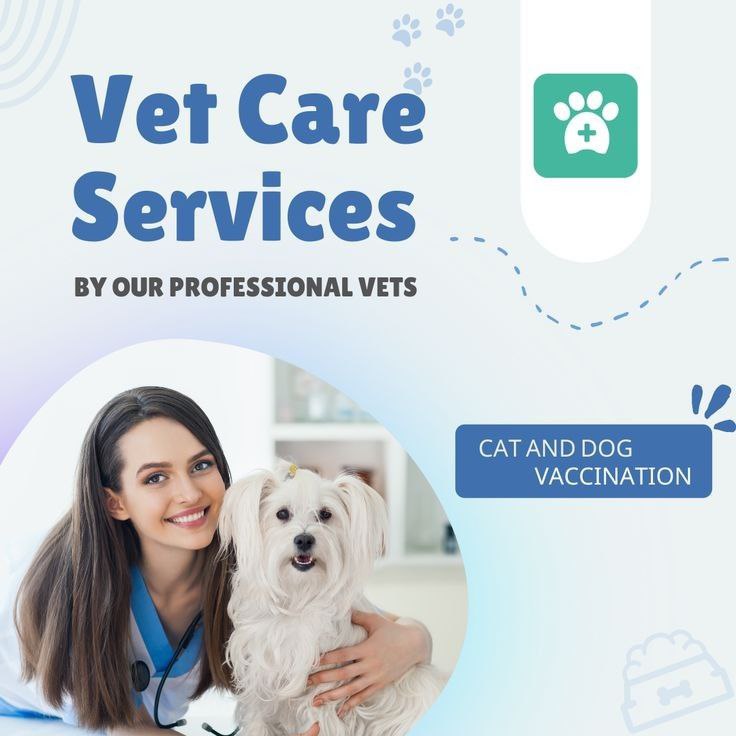 Vet Care
Services
BY OUR PROFESSIONAL VETS
CAT AND DOG
VACCINATION